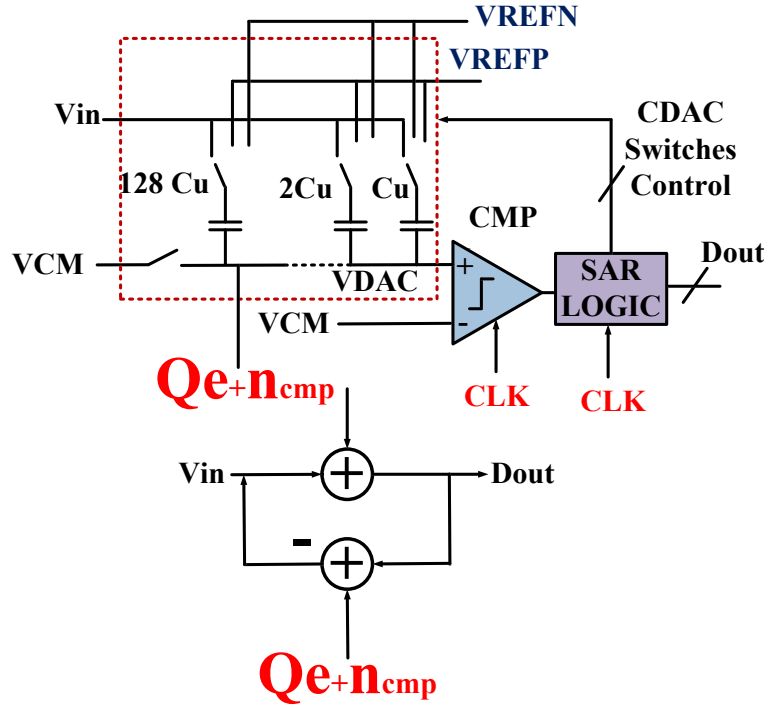 VREFN
VREFP
Vin
CDAC
Switches
Control
128 Cu
2Cu
Cu
CMP
Dout
VCM
VDAC
+
SAR
LOGIC
VCM
-
Qe+ncmp
CLK
CLK
Vin
+
Dout
-
+
Qe+ncmp